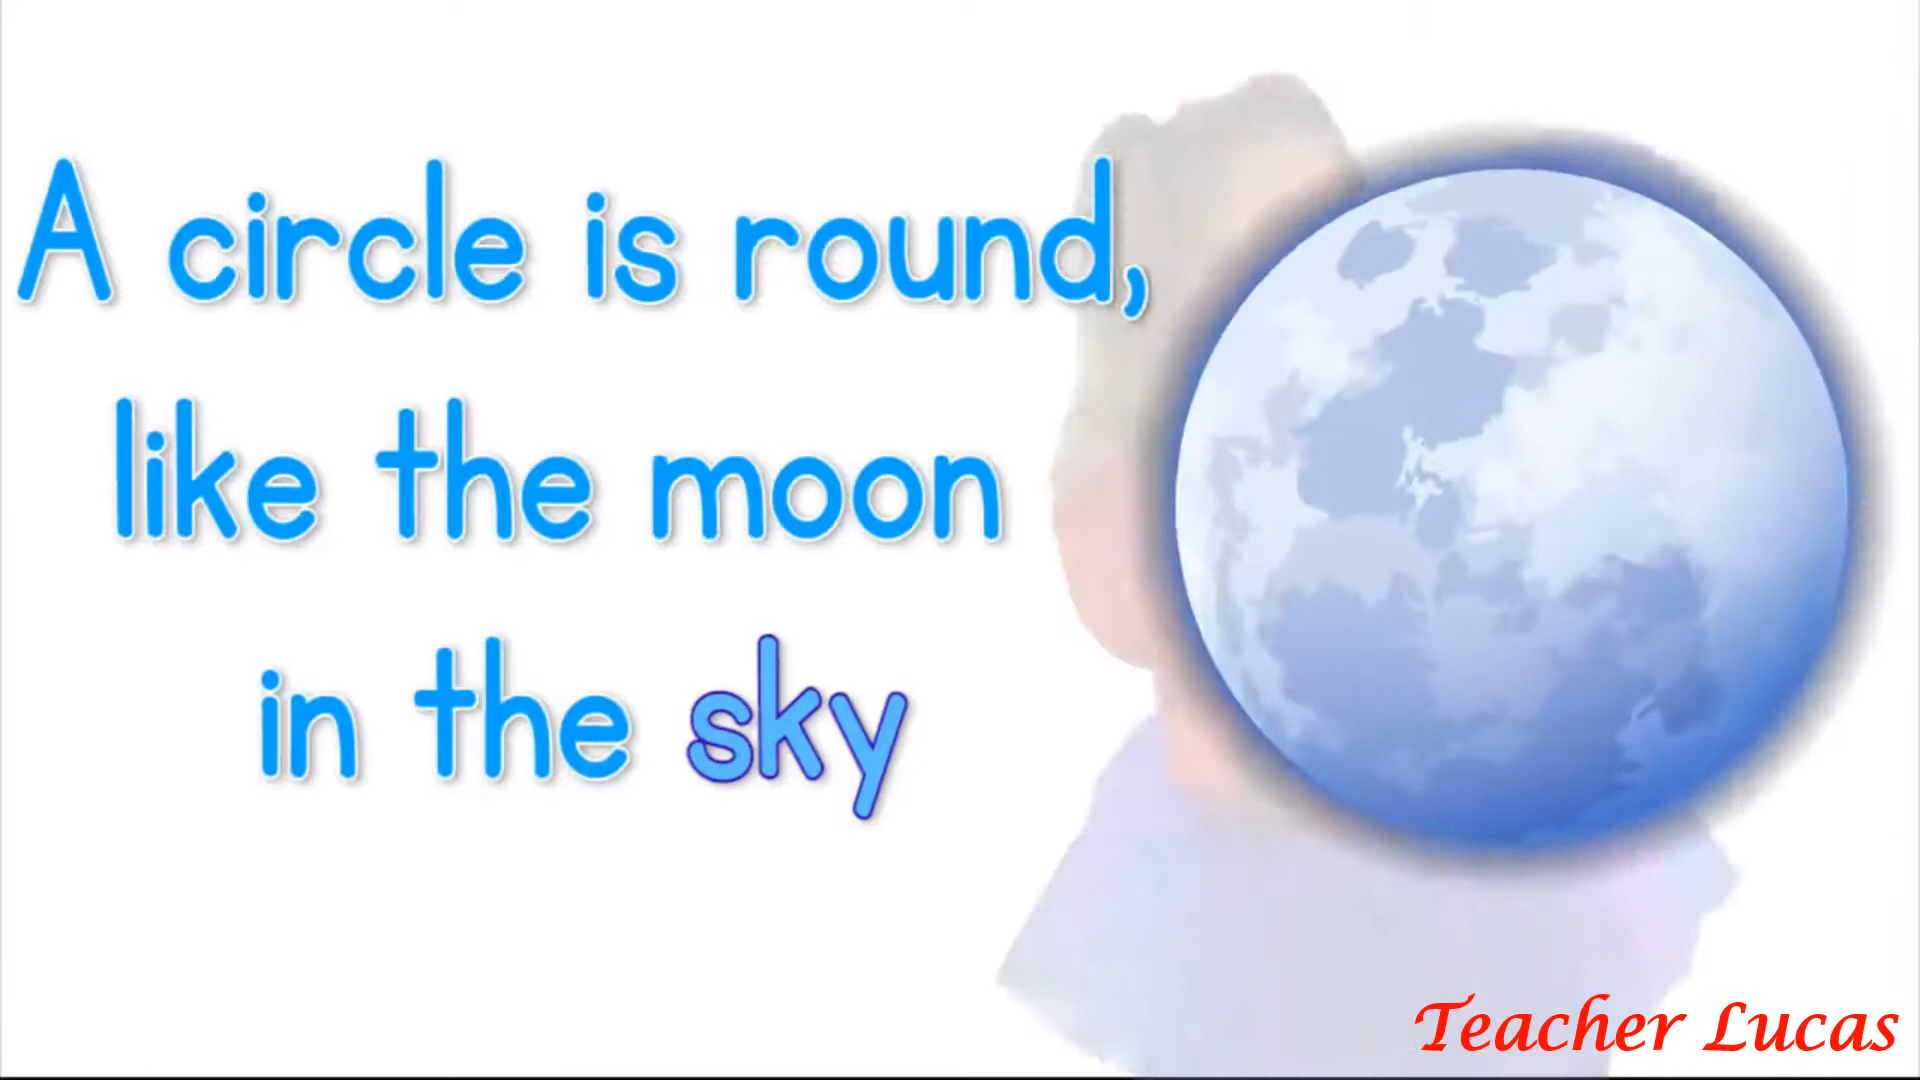 A circle is round,
like the moon
in the sky
Teacher Lucas